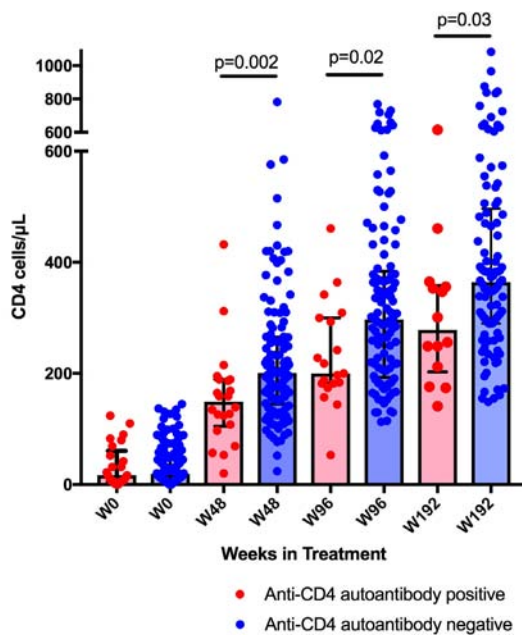 p=0.03
p=0.02
p=0.002
1000
800
600
600
400
200
0
CD4 cells/µL
W0
W0
W48
W48
W96
W96
W192
W192
Weeks in Treatment
Anti-CD4 autoantibody positive
Anti-CD4 autoantibody negative